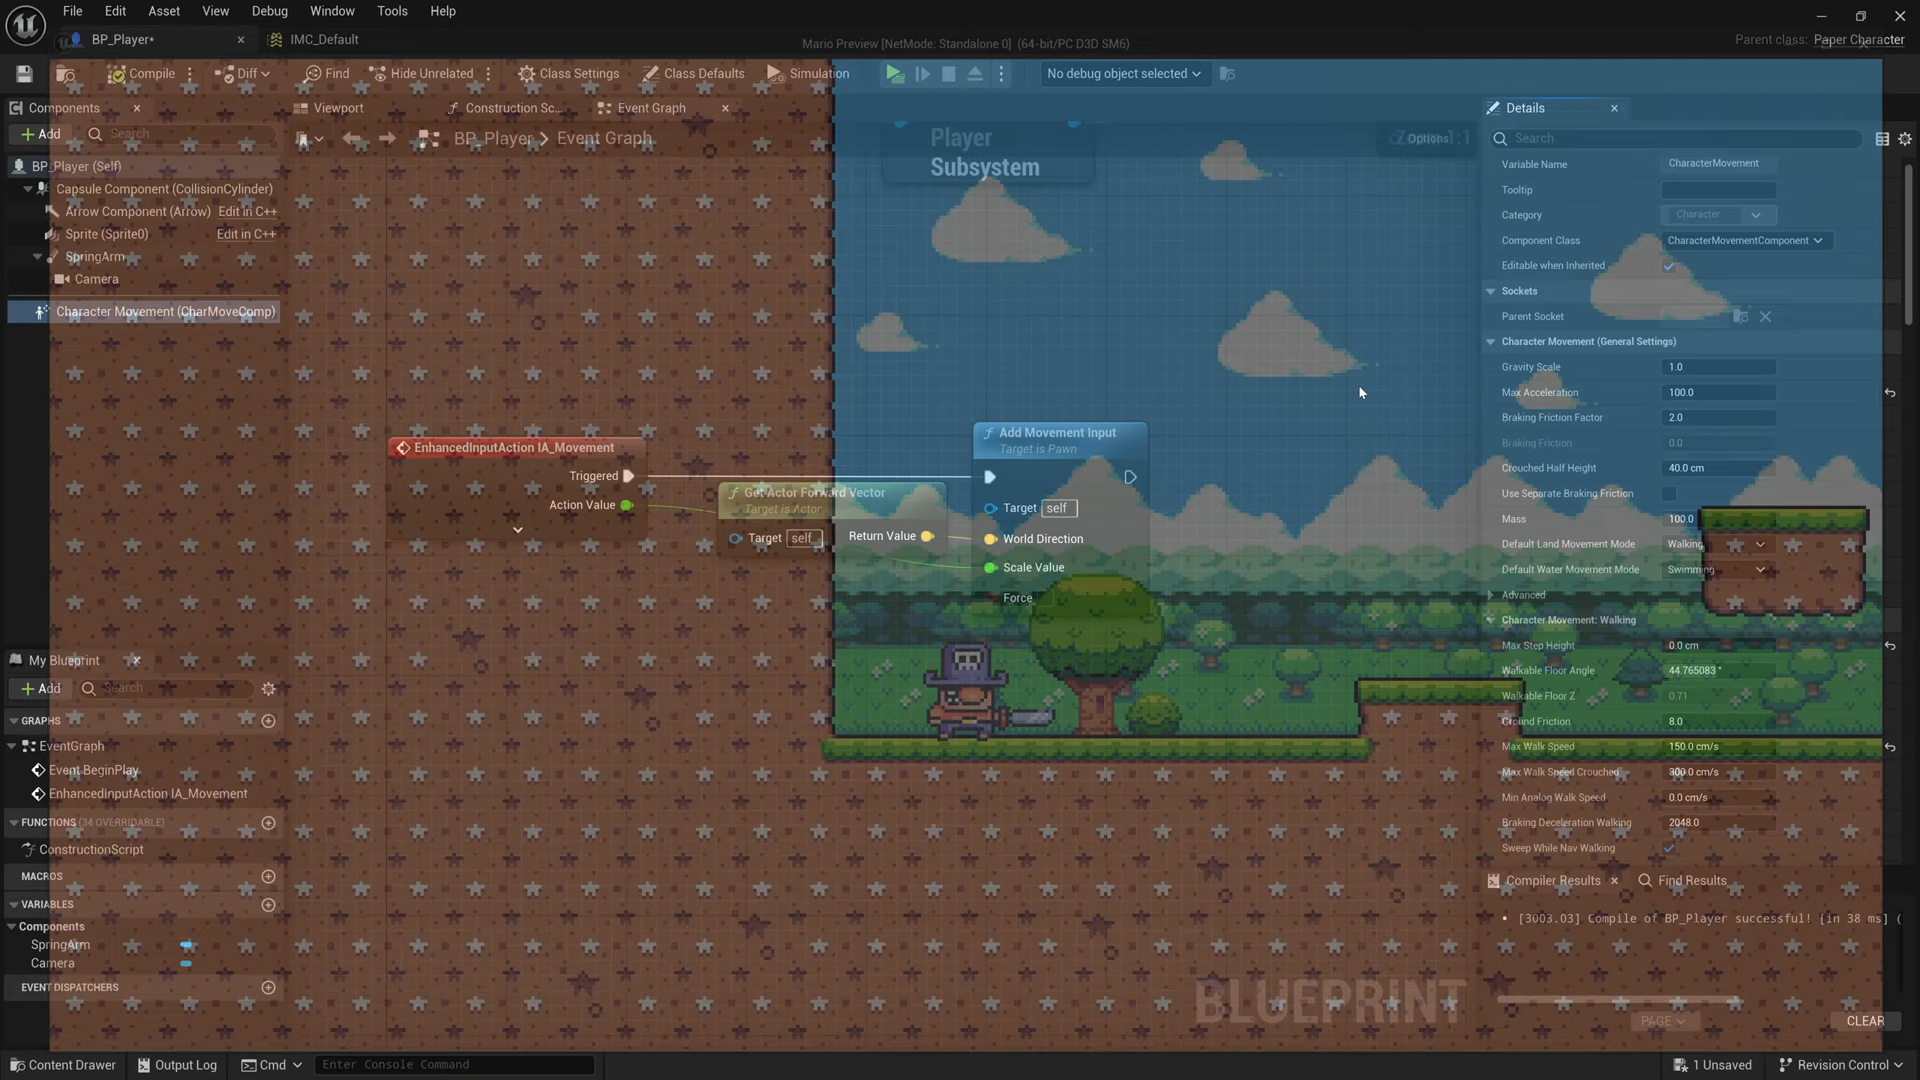 File Edit Asset View Debug Window Tools Help
BP_Player*
IMC_Default
Mario Preview [NetMode: Standalone 0] (64-bit/PC D3D SM6)
Parent class: Paper Character
Compile
Diff
Find
Hide Unrelated
Class Settings
Class Defaults
Simulation
No debug object selected
Components
Viewport
Construction Sc...
Event Graph
Details
Add
Search
BP_Player > Event Graph
Player
Subsystem
Options
1:1
Search
BP_Player (Self)
Capsule Component (CollisionCylinder)
Arrow Component (Arrow) Edit in C++
Sprite (Sprite0) Edit in C++
SpringArm
Camera
Character Movement (CharMoveComp)
Variable Name CharacterMovement
Tooltip
Category Character
Component Class CharacterMovementComponent
Editable when Inherited
Sockets
Parent Socket
Character Movement (General Settings)
Gravity Scale 1.0
Max Acceleration 100.0
Braking Friction Factor 2.0
Braking Friction 0.0
Crouched Half Height 40.0 cm
Use Separate Braking Friction
Mass 100.0
Default Land Movement Mode Walking
Default Water Movement Mode Swimming
Advanced
Character Movement: Walking
Max Step Height 0.0 cm
Walkable Floor Angle 44.765083 °
Walkable Floor Z 0.71
Ground Friction 8.0
Max Walk Speed 150.0 cm/s
Max Walk Speed Crouched 300.0 cm/s
Min Analog Walk Speed 0.0 cm/s
Braking Deceleration Walking 2048.0
Sweep While Nav Walking
EnhancedInputAction IA_Movement
Triggered
Action Value
Get Actor Forward Vector
Target is Actor
Target self
Return Value
Add Movement Input
Target is Pawn
Target self
World Direction
Scale Value
Force
My Blueprint
Add
Search
GRAPHS
EventGraph
Event BeginPlay
EnhancedInputAction IA_Movement
FUNCTIONS (34 OVERRIDABLE)
ConstructionScript
MACROS
VARIABLES
Components
SpringArm
Camera
EVENT DISPATCHERS
Compiler Results
Find Results
[3003.03] Compile of BP_Player successful! [in 38 ms] (
BLUEPRINT
PAGE
CLEAR
Content Drawer
Output Log
Cmd
Enter Console Command
1 Unsaved
Revision Control